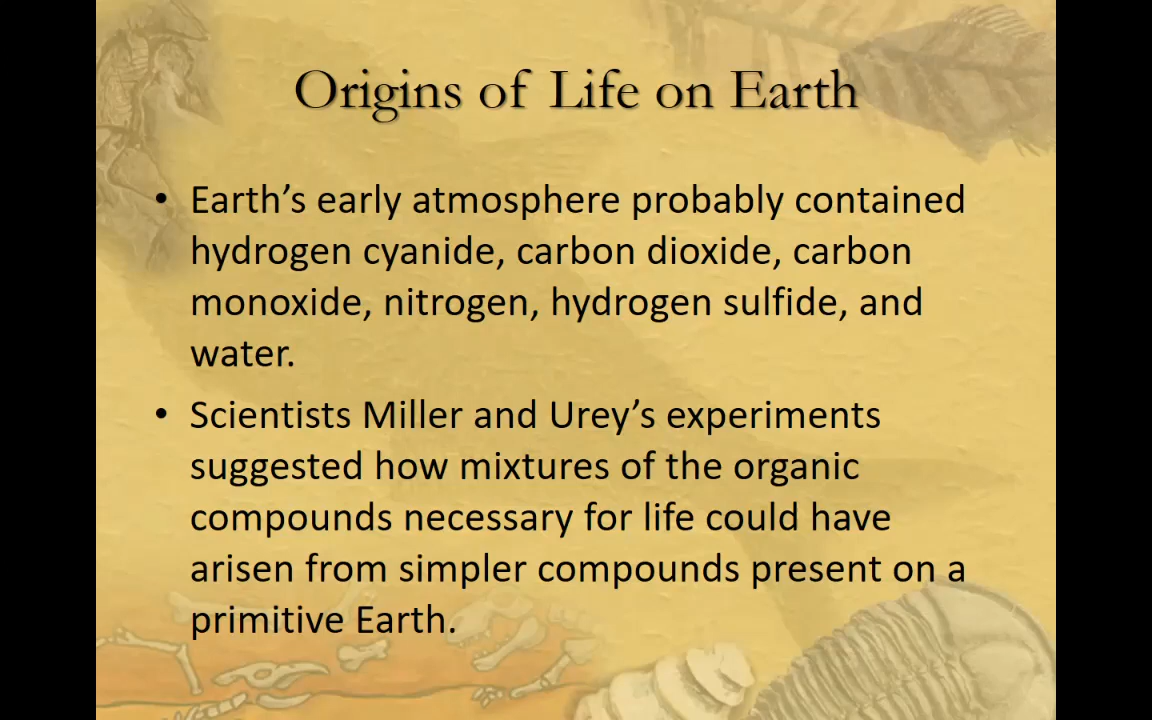 Origins of Life on Earth
• Earth’s early atmosphere probably contained
hydrogen cyanide, carbon dioxide, carbon
monoxide, nitrogen, hydrogen sulfide, and
water.
• Scientists Miller and Urey’s experiments
suggested how mixtures of the organic
compounds necessary for life could have
arisen from simpler compounds present on a
primitive Earth.